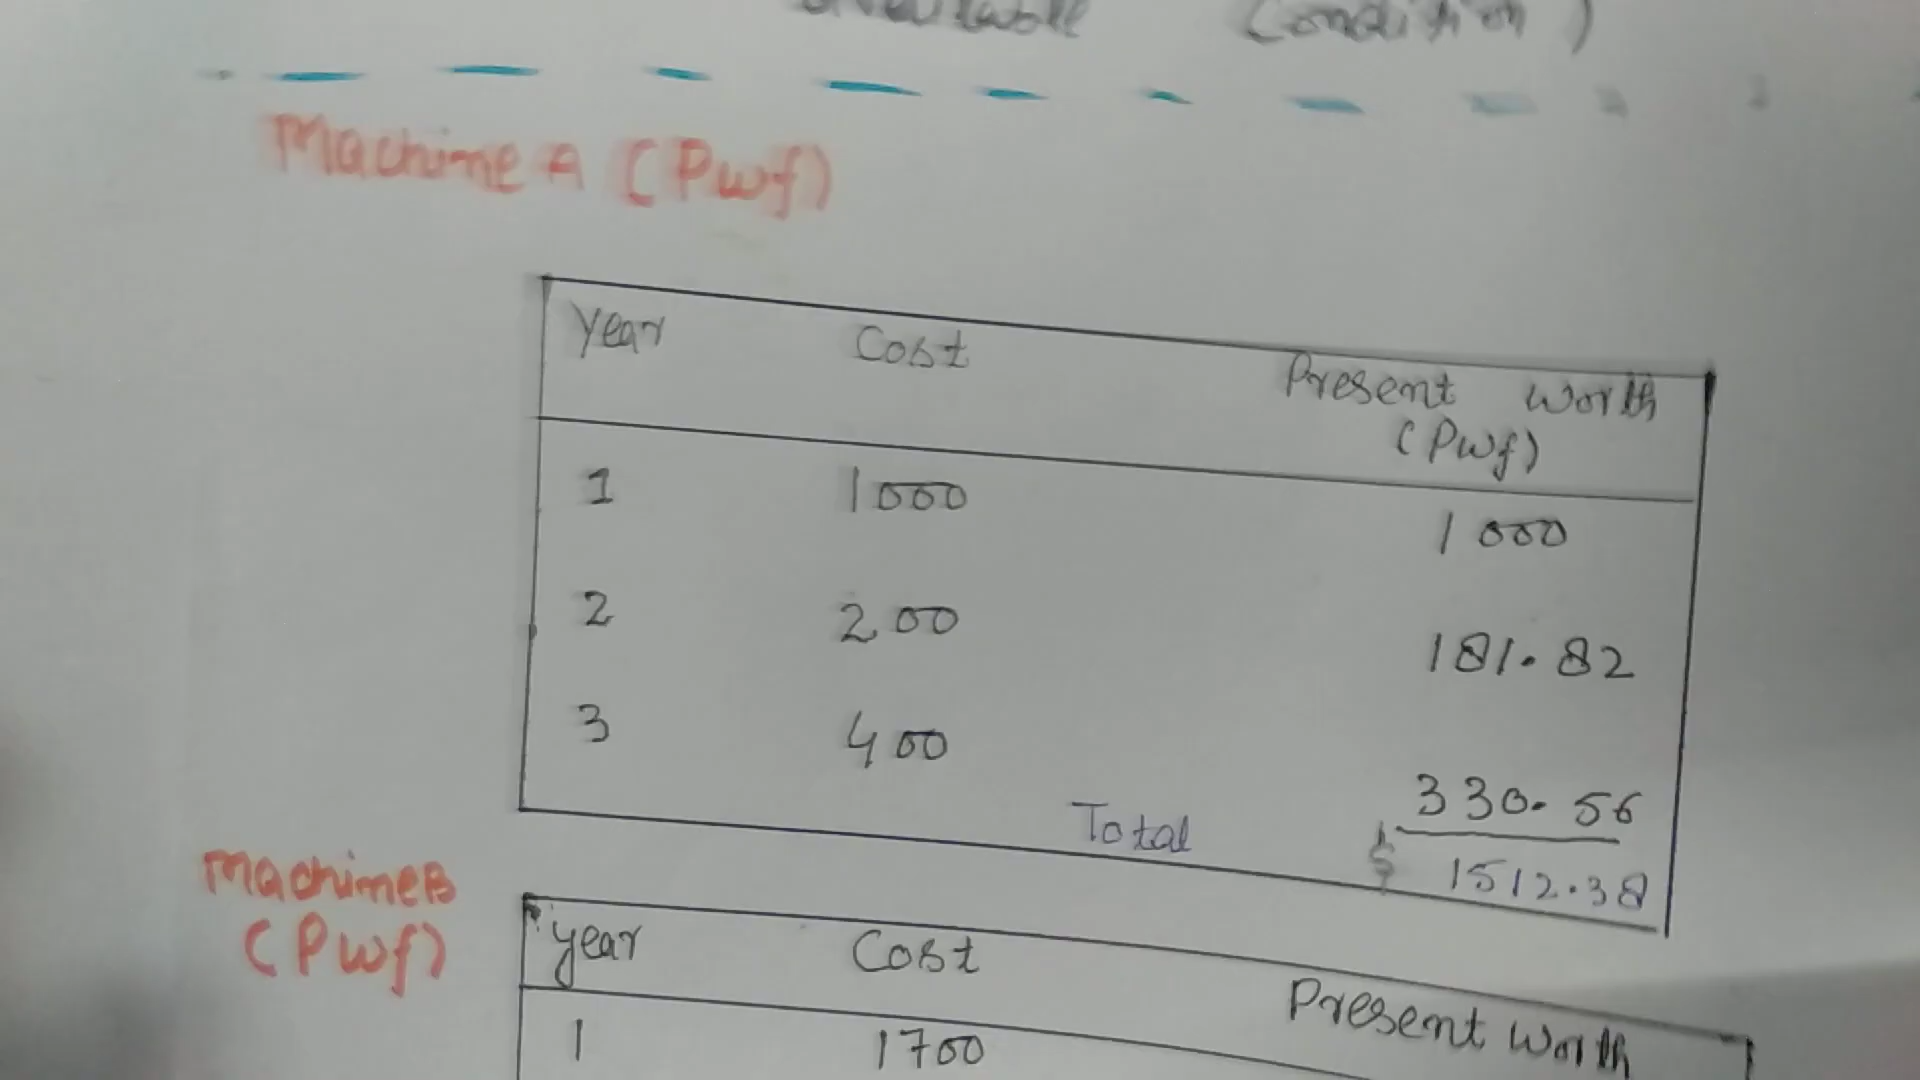 Condition)
Machine A (Pwf)
Year Cost Present Worth
(Pwf)
1 1000 1000
2 200 181.82
3 400 330.56
Total $ 1512.38
Machine B
(Pwf)
year Cost Present Worth
1 1700